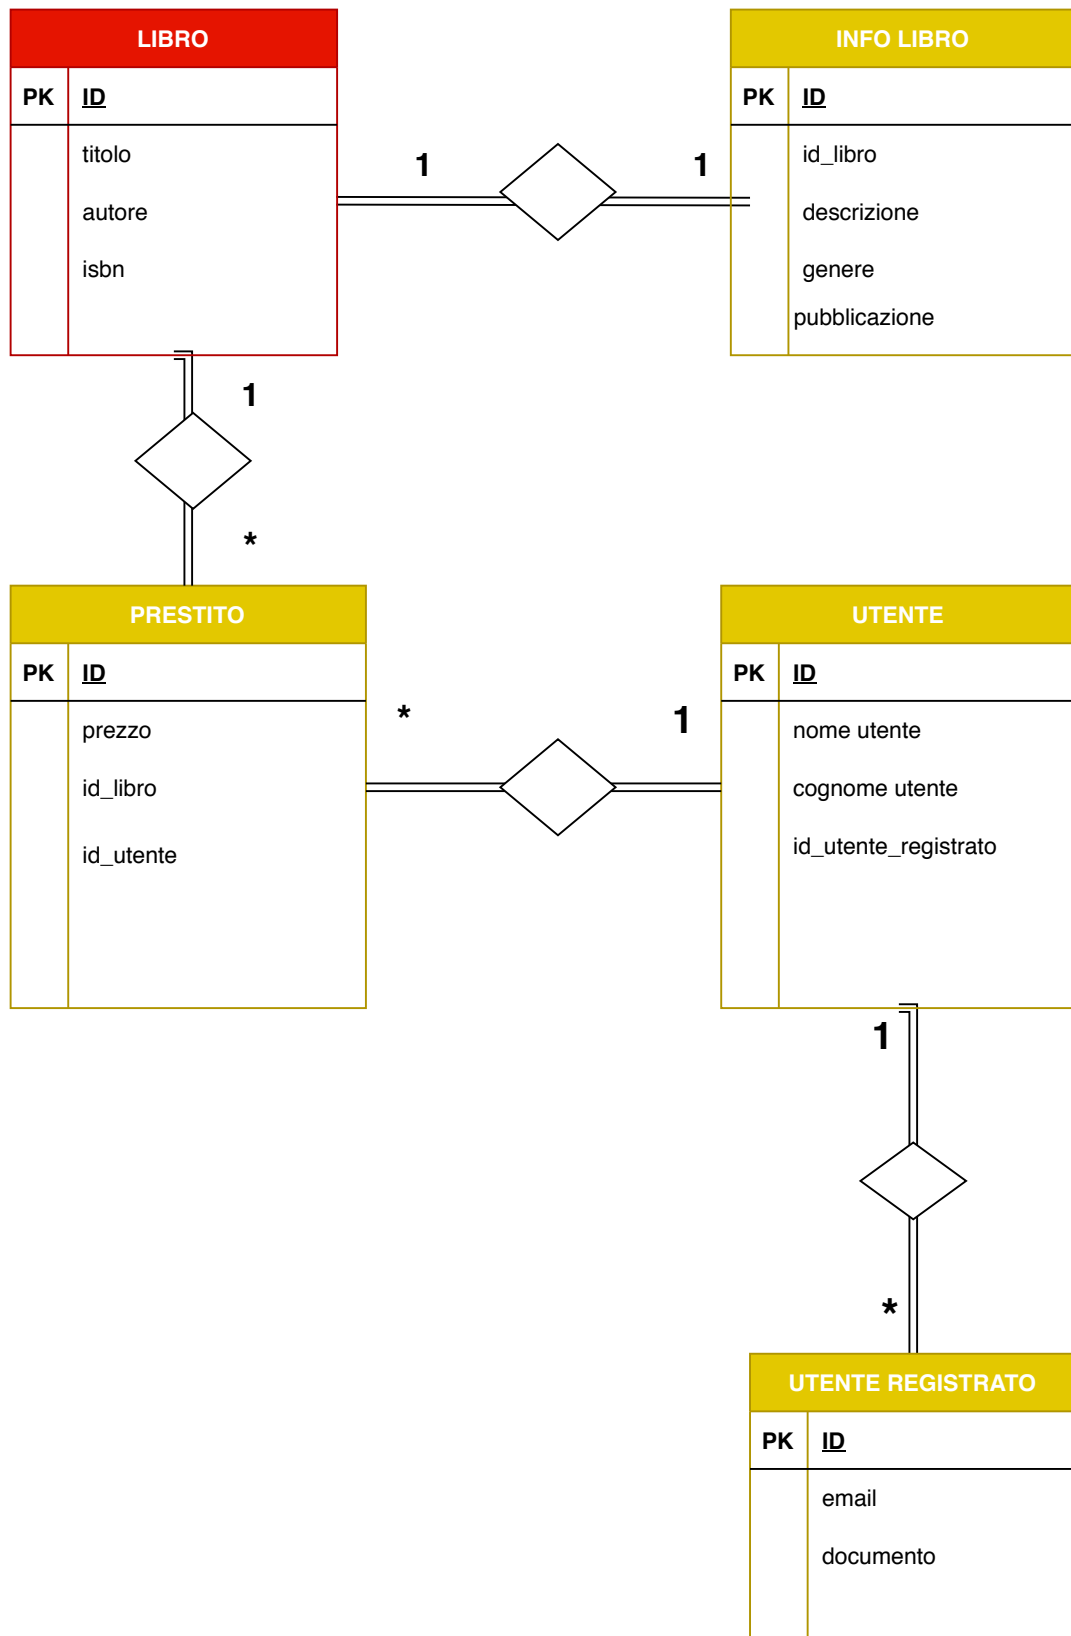 LIBRO
PK ID
titolo
autore
isbn
1
1
INFO LIBRO
PK ID
id_libro
descrizione
genere
pubblicazione
1
*
PRESTITO
PK ID
prezzo
id_libro
id_utente
*
1
UTENTE
PK ID
nome utente
cognome utente
id_utente_registrato
1
*
UTENTE REGISTRATO
PK ID
email
documento